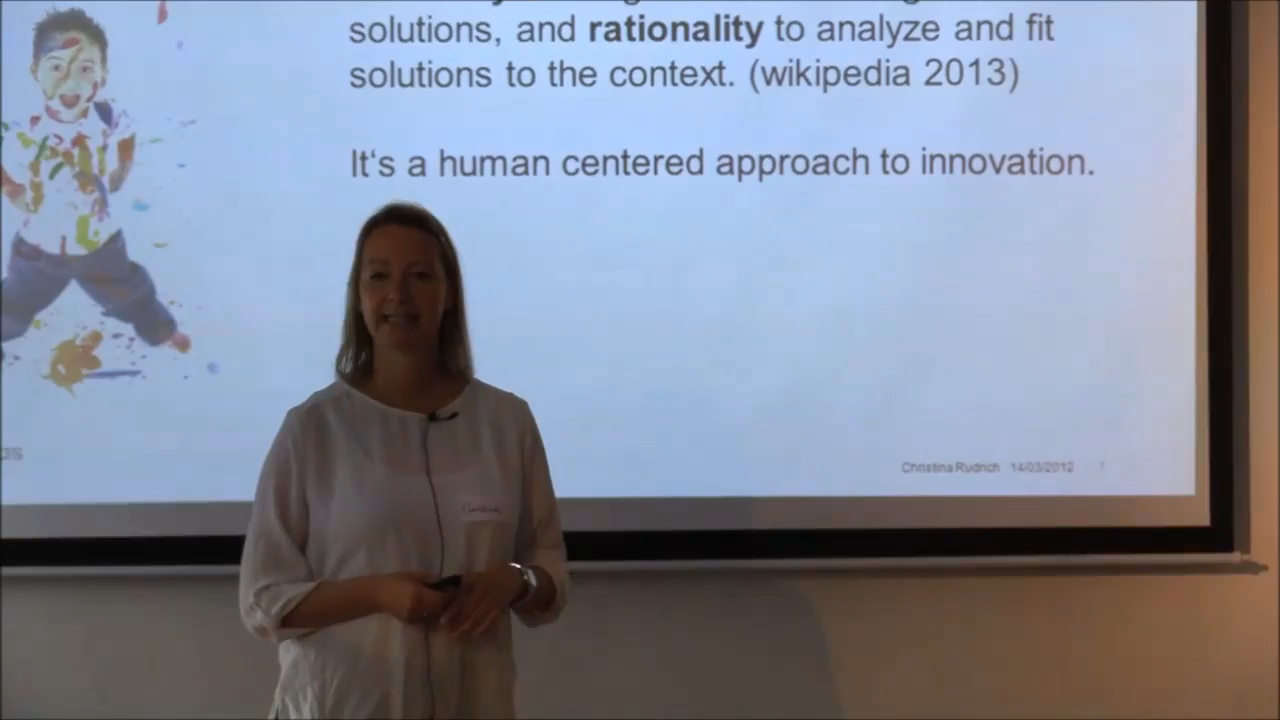 solutions, and rationality to analyze and fit
solutions to the context. (wikipedia 2013)
It‘s a human centered approach to innovation.
Christina Rudrich 14/03/2012